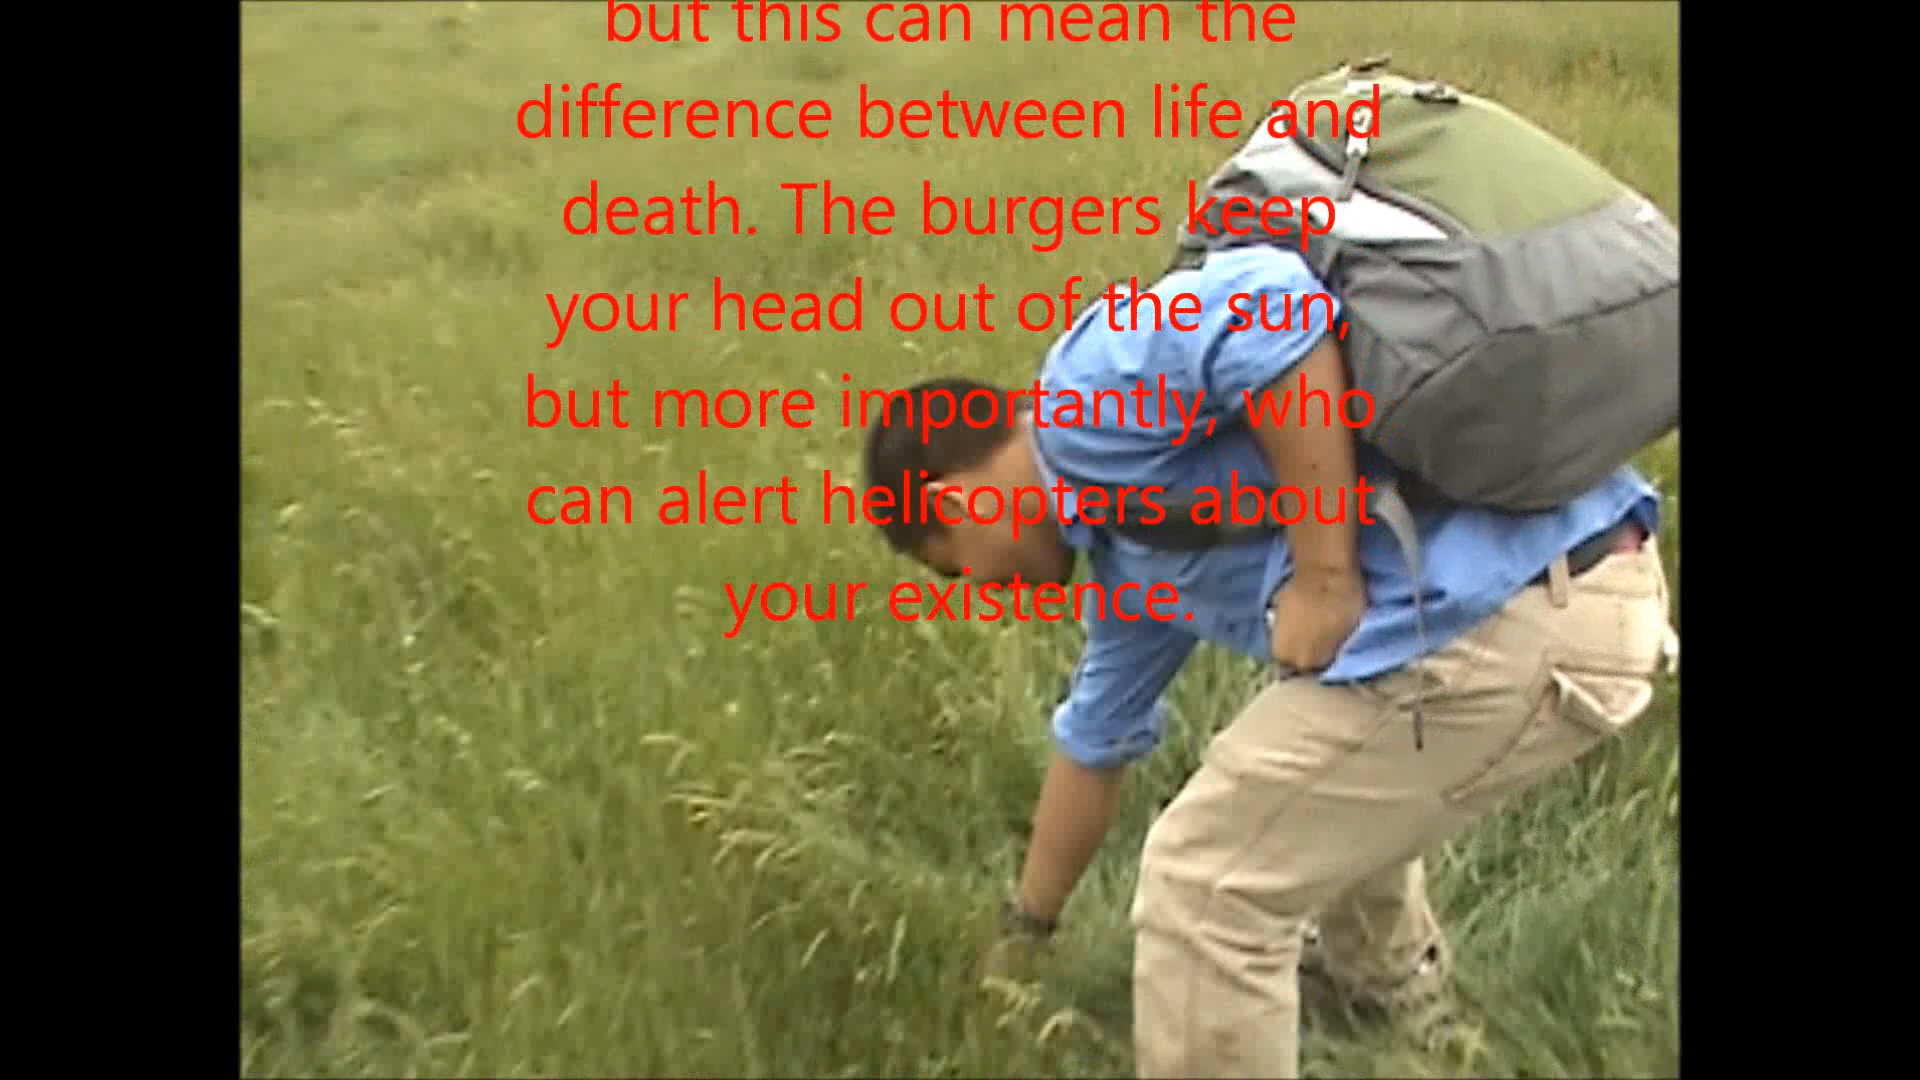 but this can mean the
difference between life and
death. The burgers keep
your head out of the sun,
but more importantly, who
can alert helicopters about
your existence.